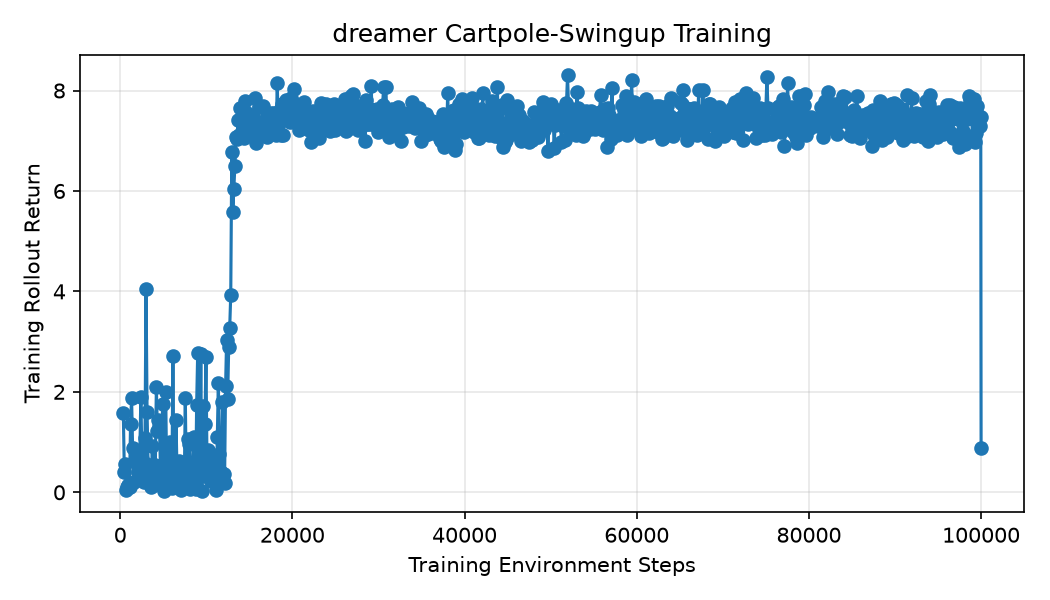 dreamer Cartpole-Swingup Training
Training Rollout Return
8
6
4
2
0
0 20000 40000 60000 80000 100000
Training Environment Steps